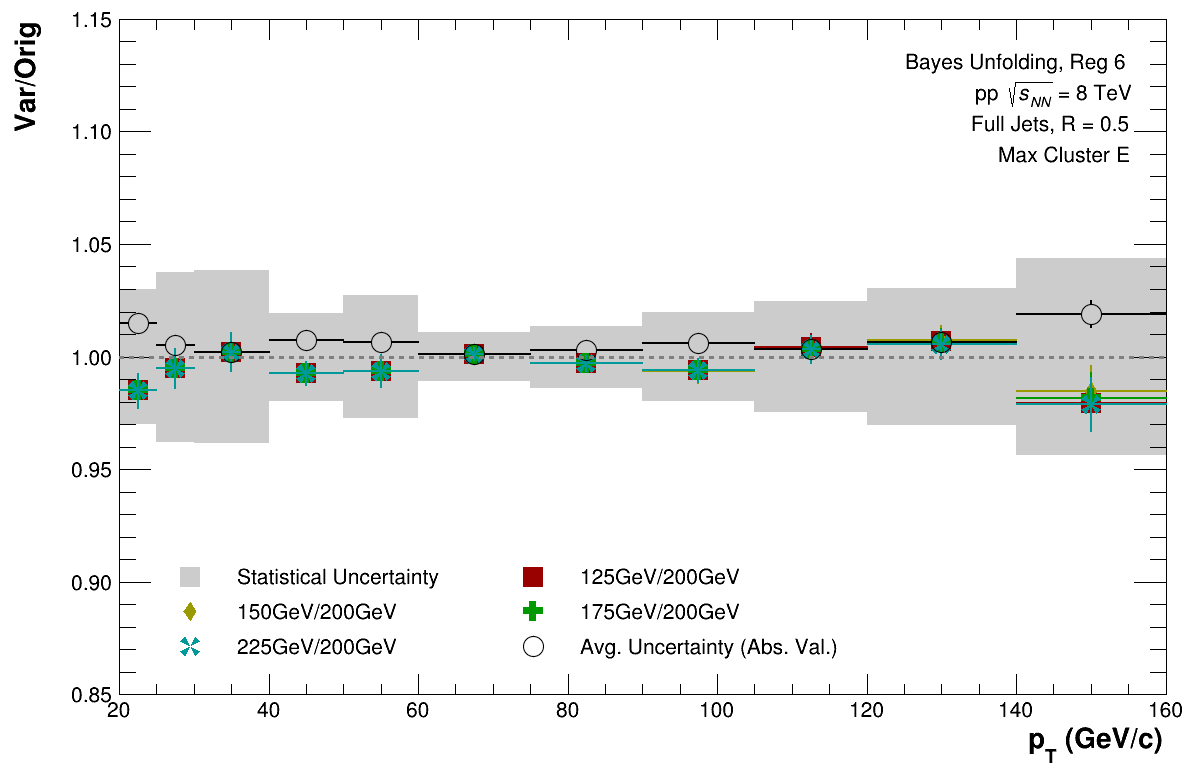 Var/Orig
1.15
1.10
1.05
1.00
0.95
0.90
0.85
Bayes Unfolding, Reg 6
pp √s_NN = 8 TeV
Full Jets, R = 0.5
Max Cluster E
Statistical Uncertainty
125GeV/200GeV
150GeV/200GeV
175GeV/200GeV
225GeV/200GeV
Avg. Uncertainty (Abs. Val.)
20 40 60 80 100 120 140 160
p_T (GeV/c)